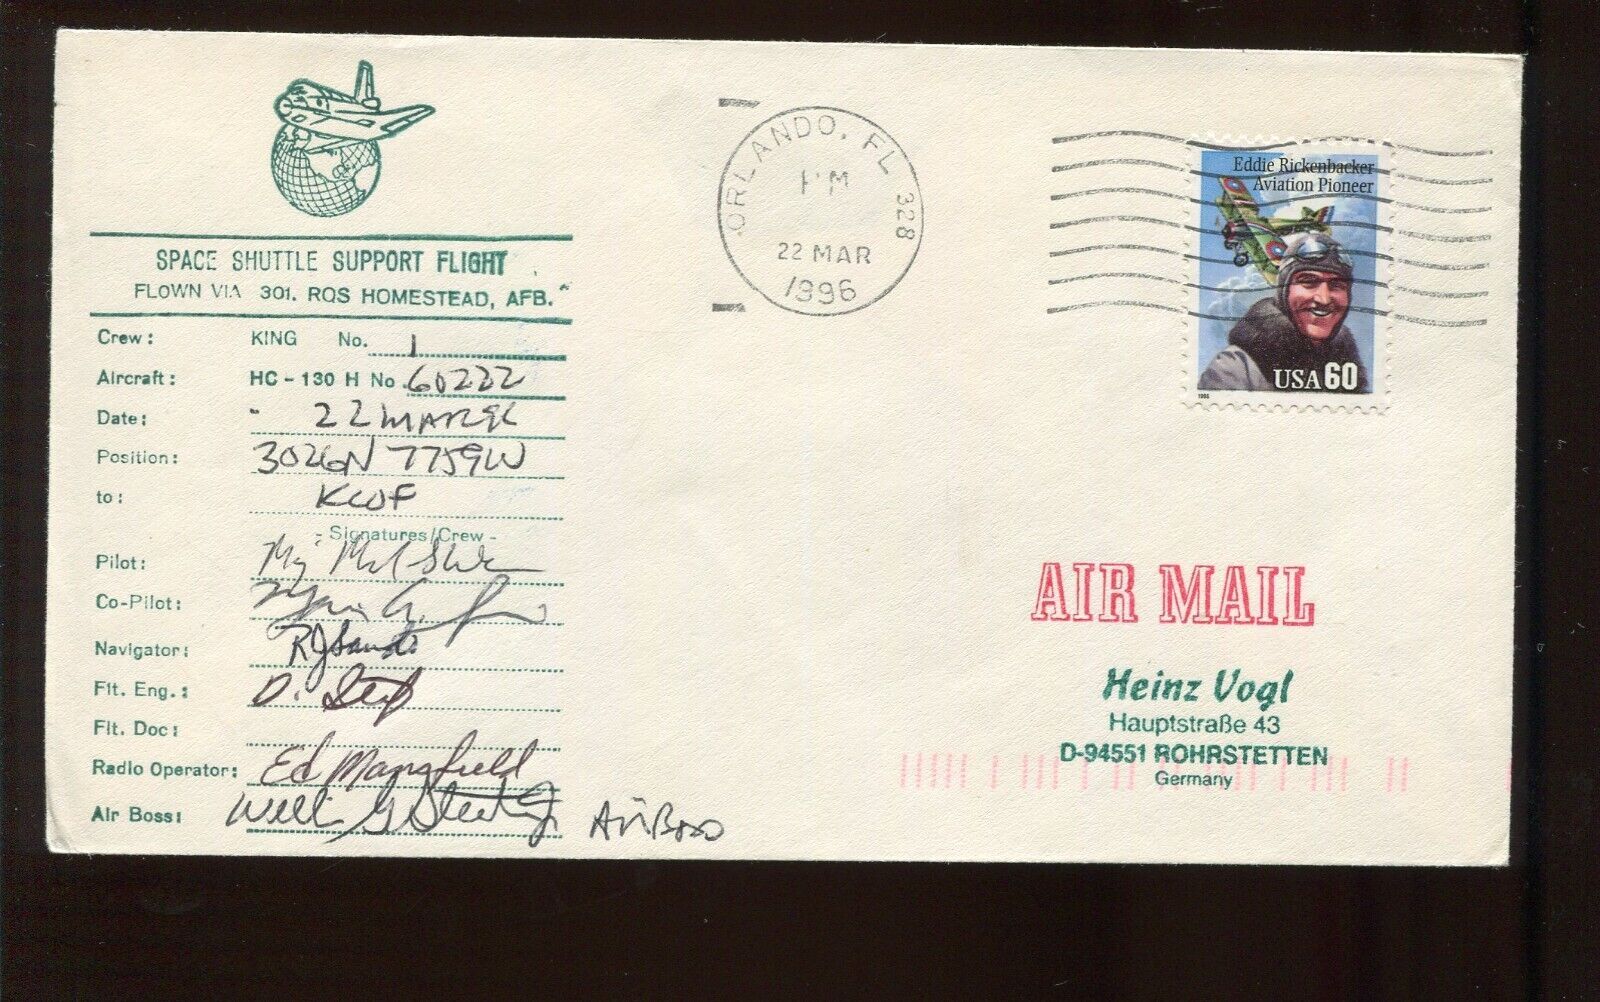 SPACE SHUTTLE SUPPORT FLIGHT
FLOWN VIA 301. RQS HOMESTEAD, AFB.
Crew: KING No. 1
Aircraft: HC-130 H No 60222
Date: 22 MAR 96
Position: 3026N 7759W
to: KCOF
- Signatures/Crew -
Pilot:
Co-Pilot:
Navigator:
Flt. Eng.: D.
Flt. Doc:
Radio Operator: Ed Mansfield
Air Boss: Air Boss
ORLANDO, FL 328
PM
22 MAR
1996
Eddie Rickenbacker
Aviation Pioneer
USA 60
1995
AIR MAIL
Heinz Vogl
Hauptstraße 43
D-94551 ROHRSTETTEN
Germany